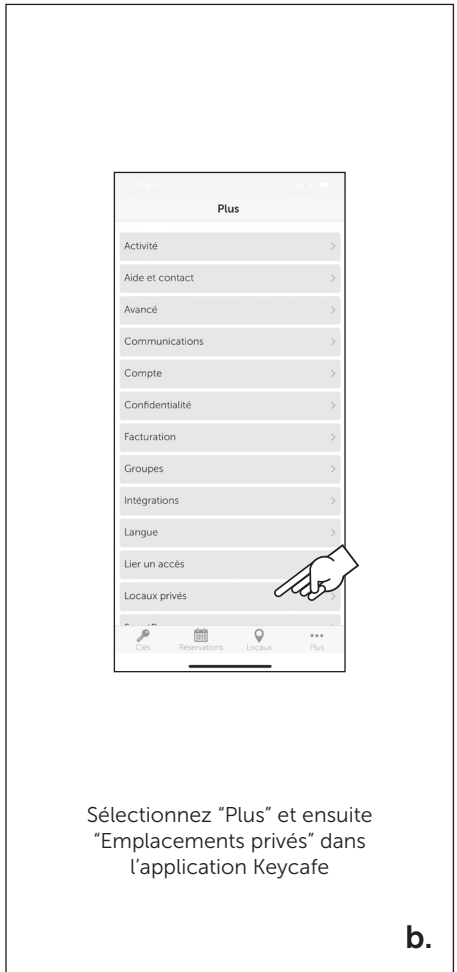 Plus
Activité
Aide et contact
Avancé
Communications
Compte
Confidentialité
Facturation
Groupes
Intégrations
Langue
Lier un accès
Locaux privés
Clés Réservations Locaux Plus
Sélectionnez “Plus” et ensuite
“Emplacements privés” dans
l’application Keycafe
b.